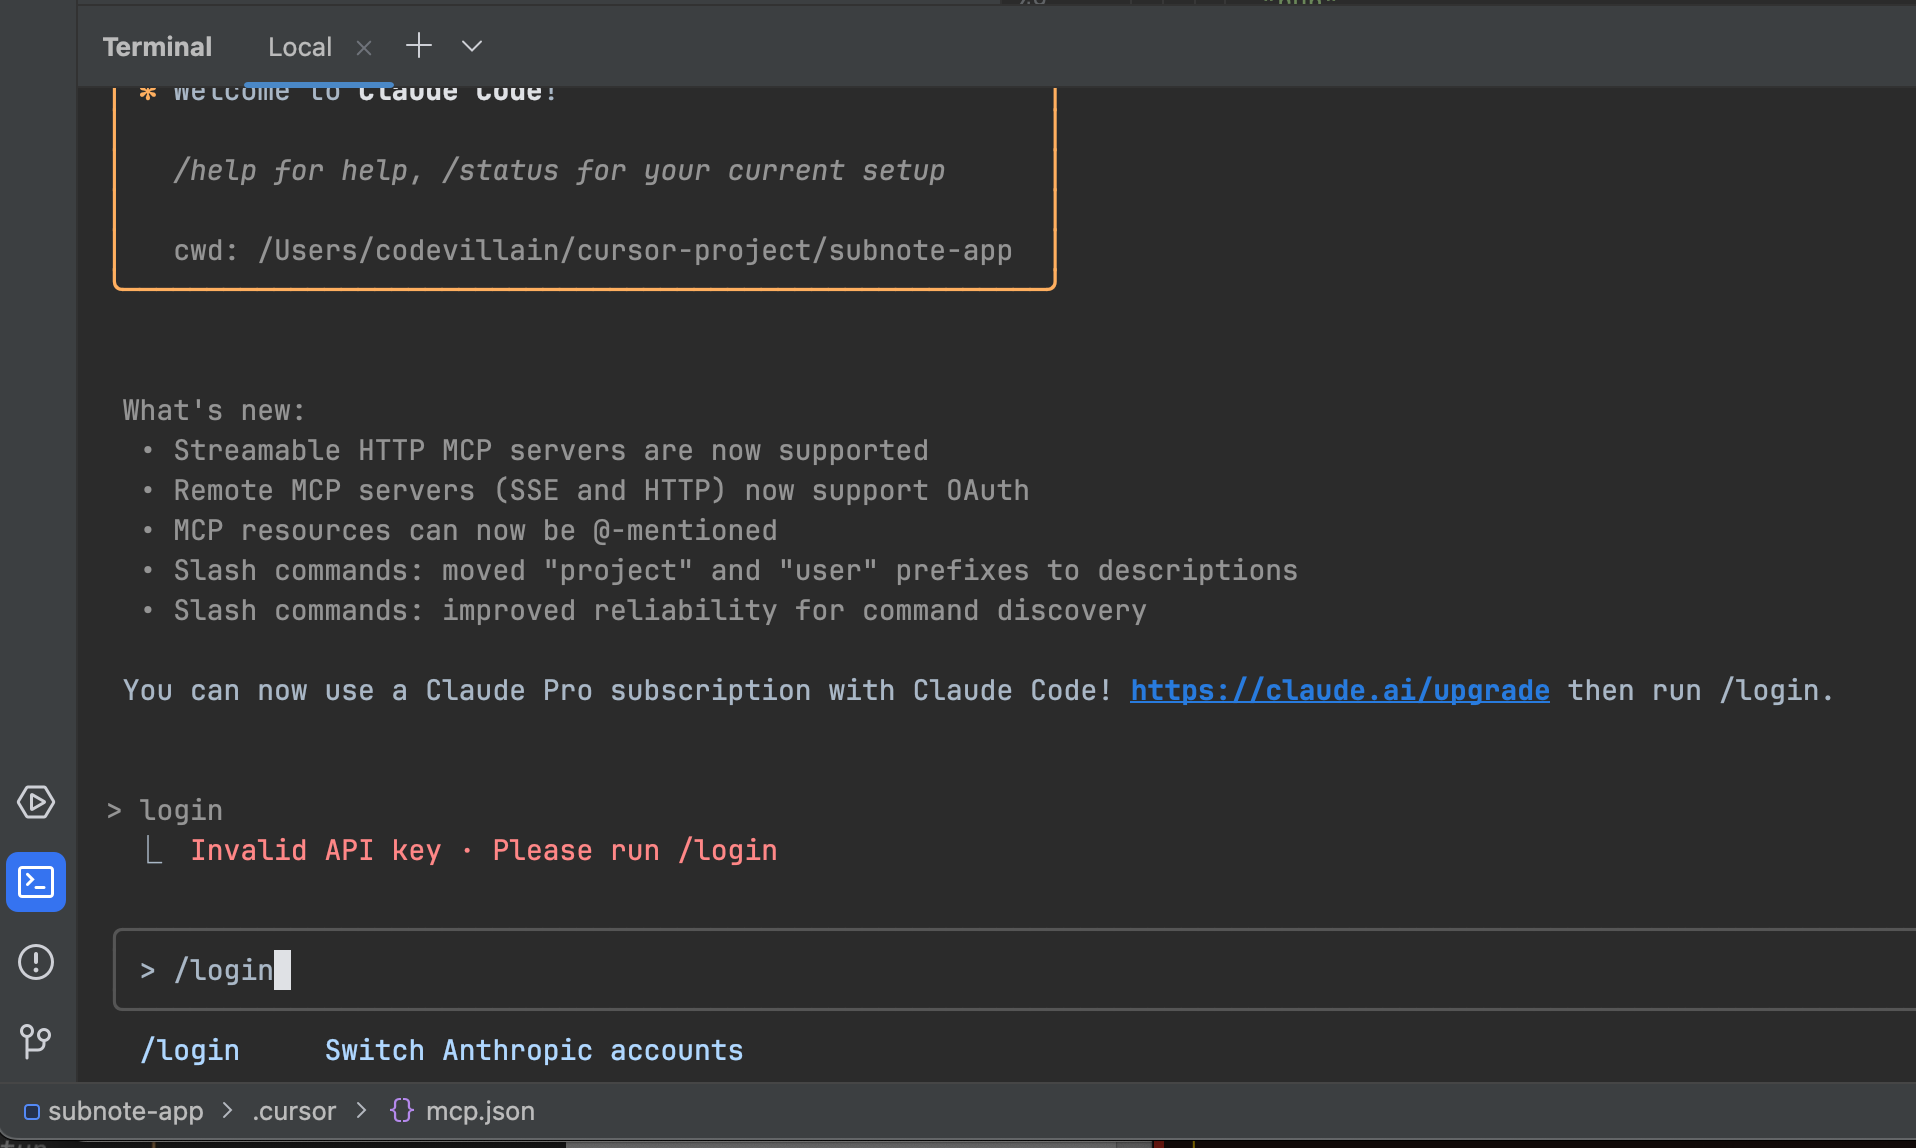 Terminal
Local
* Welcome to Claude Code!
/help for help, /status for your current setup
cwd: /Users/codevillain/cursor-project/subnote-app
What's new:
• Streamable HTTP MCP servers are now supported
• Remote MCP servers (SSE and HTTP) now support OAuth
• MCP resources can now be @-mentioned
• Slash commands: moved "project" and "user" prefixes to descriptions
• Slash commands: improved reliability for command discovery
You can now use a Claude Pro subscription with Claude Code! https://claude.ai/upgrade then run /login.
> login
Invalid API key · Please run /login
> /login
/login Switch Anthropic accounts
subnote-app > .cursor > {} mcp.json